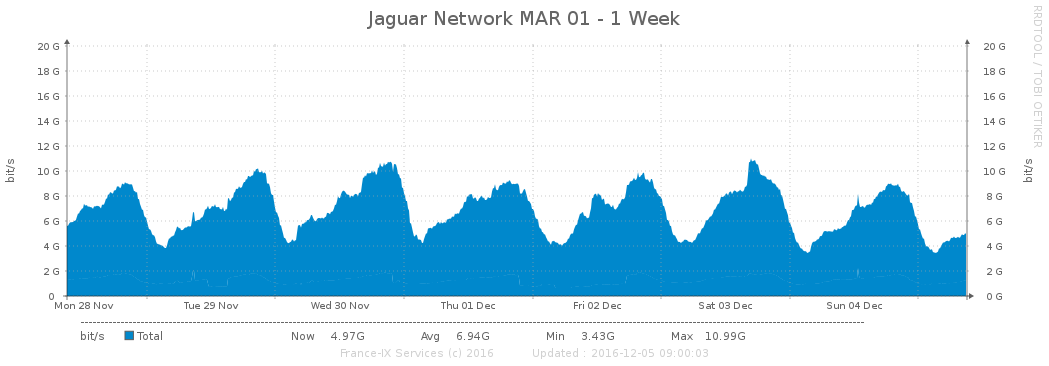 Jaguar Network MAR 01 - 1 Week
RRDTOOL / TOBI OETIKER
bit/s
20 G 20 G
18 G 18 G
16 G 16 G
14 G 14 G
12 G 12 G
10 G 10 G
8 G 8 G
6 G 6 G
4 G 4 G
2 G 2 G
0 0 G
bit/s
Mon 28 Nov Tue 29 Nov Wed 30 Nov Thu 01 Dec Fri 02 Dec Sat 03 Dec Sun 04 Dec
bit/s Total Now 4.97G Avg 6.94G Min 3.43G Max 10.99G
France-IX Services (c) 2016 Updated : 2016-12-05 09:00:03